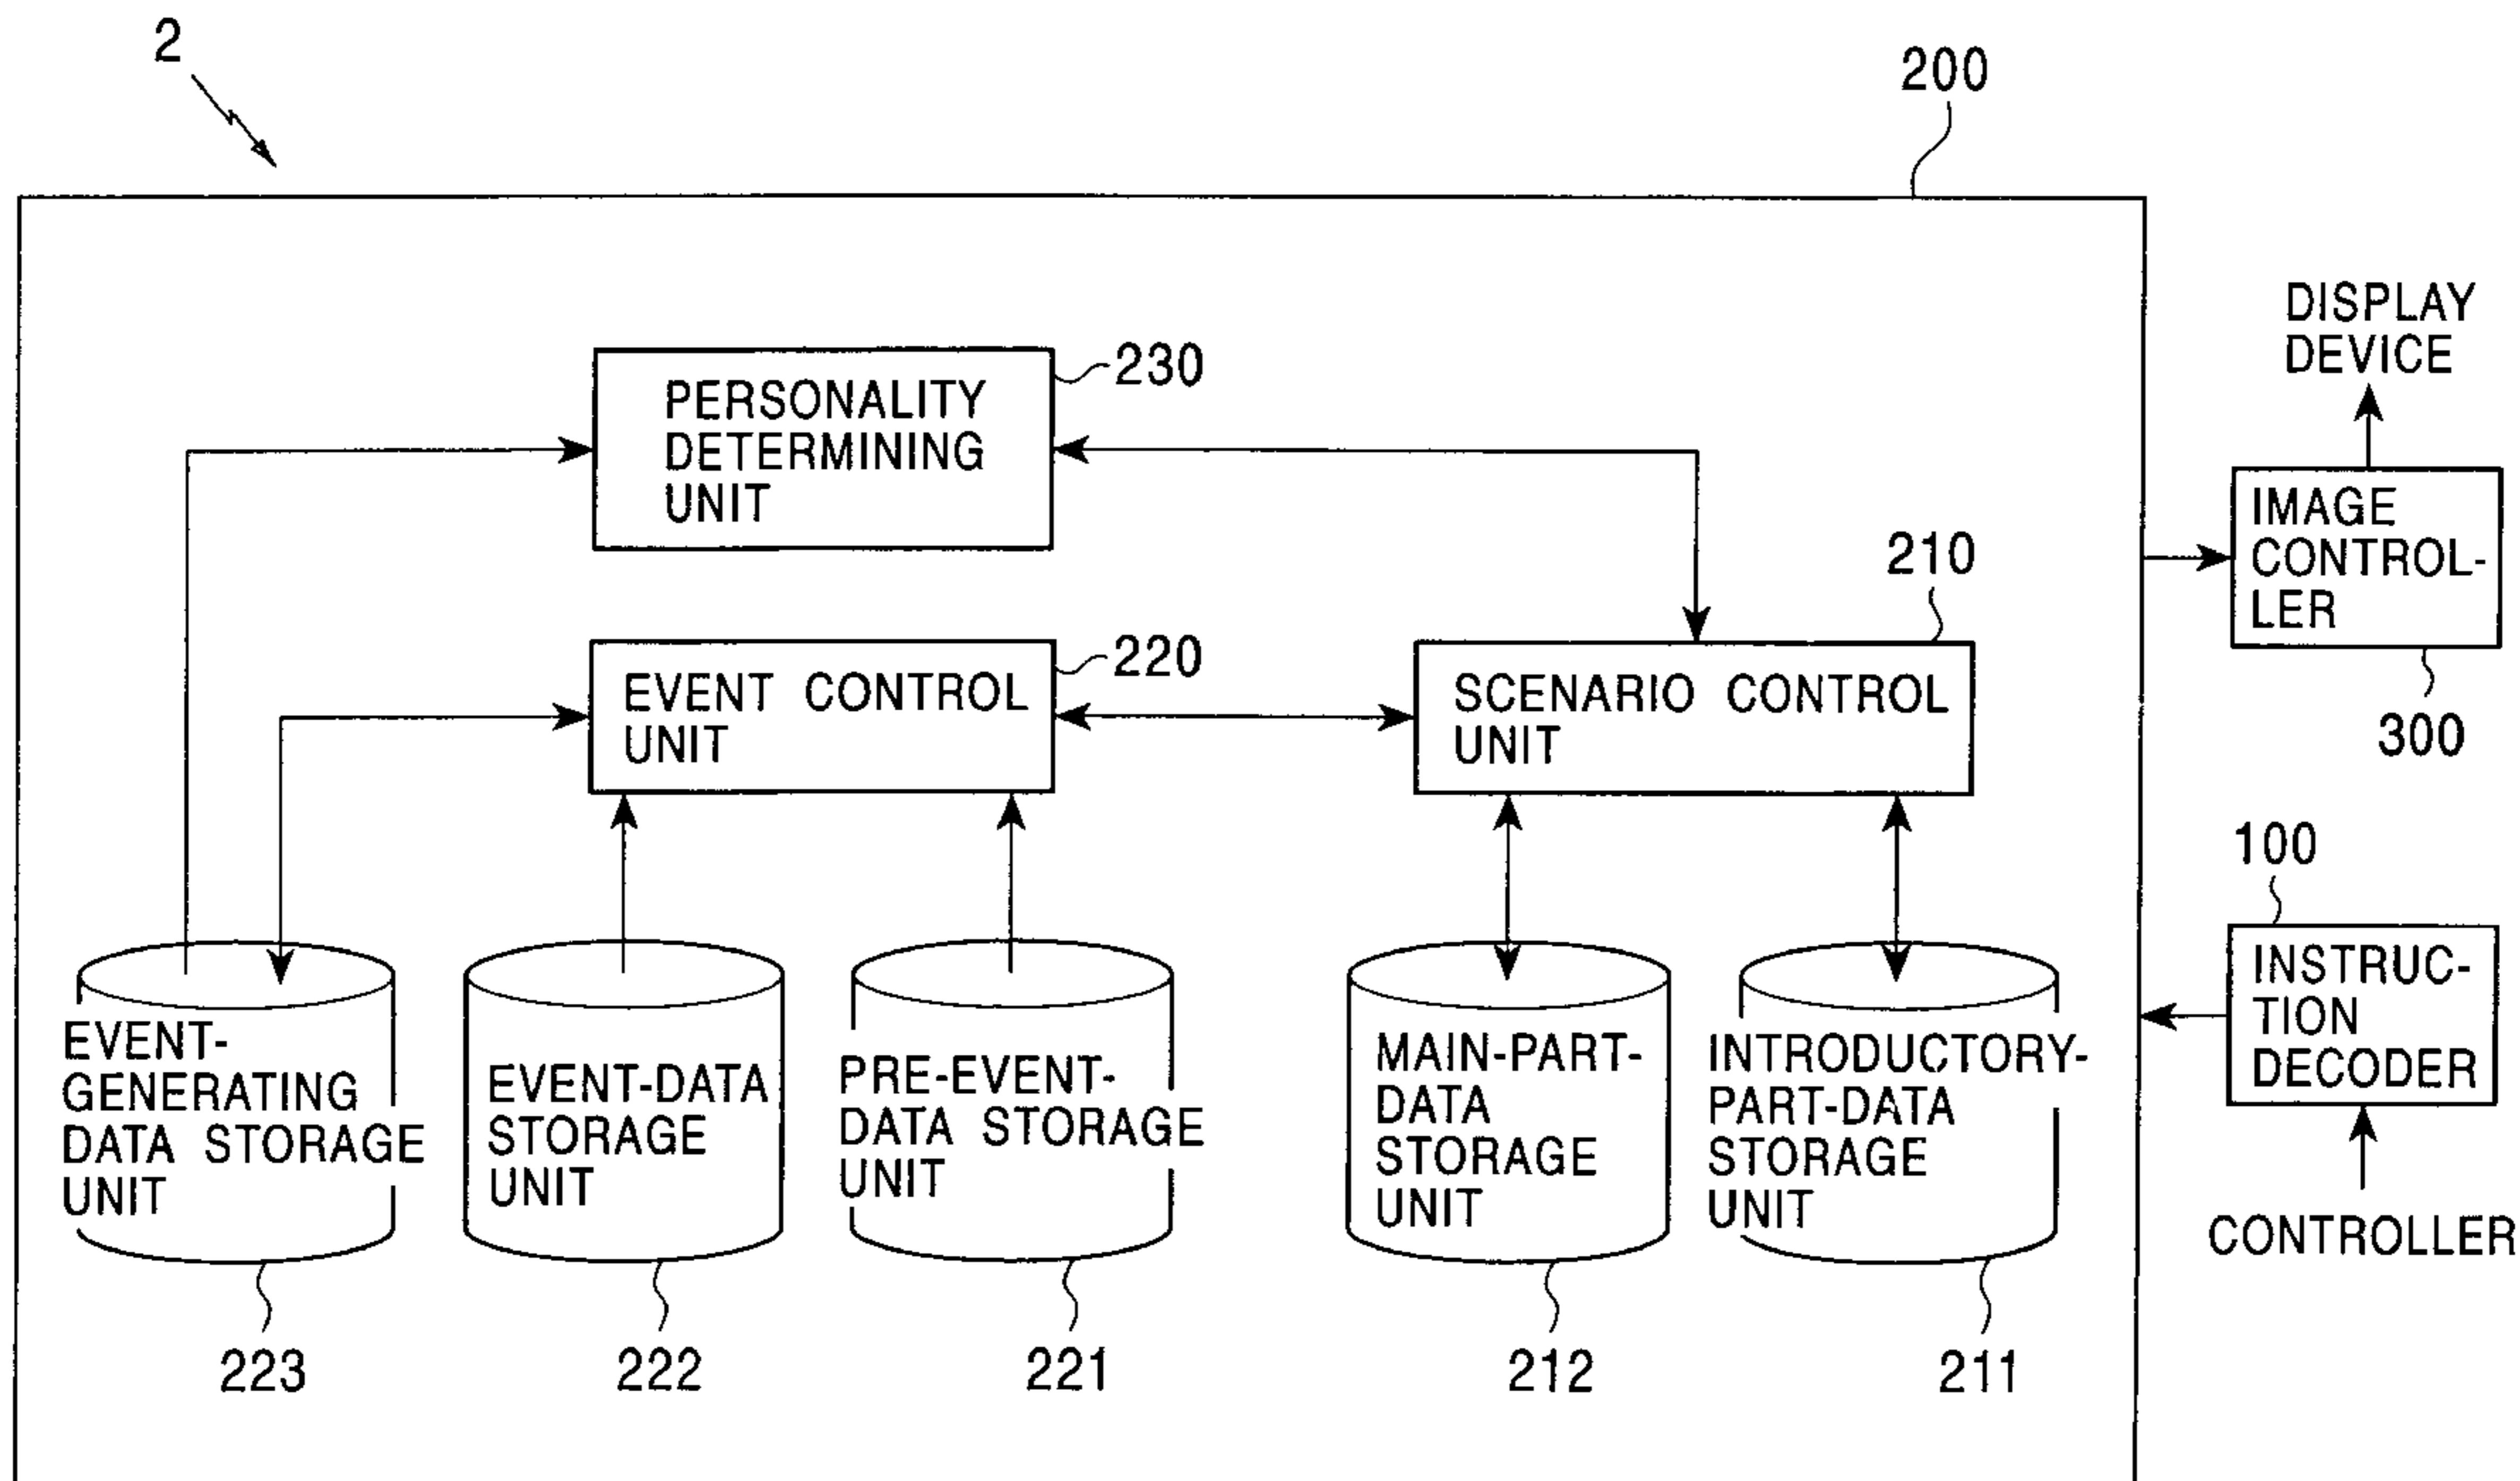 2
200
DISPLAY
DEVICE
230
PERSONALITY
DETERMINING
UNIT
IMAGE
CONTROL-
LER
300
210
220
EVENT CONTROL
UNIT
SCENARIO CONTROL
UNIT
100
INSTRUC-
TION
DECODER
CONTROLLER
EVENT-
GENERATING
DATA STORAGE
UNIT
EVENT-DATA
STORAGE
UNIT
PRE-EVENT-
DATA STORAGE
UNIT
MAIN-PART-
DATA
STORAGE
UNIT
INTRODUCTORY-
PART-DATA
STORAGE
UNIT
223
222
221
212
211